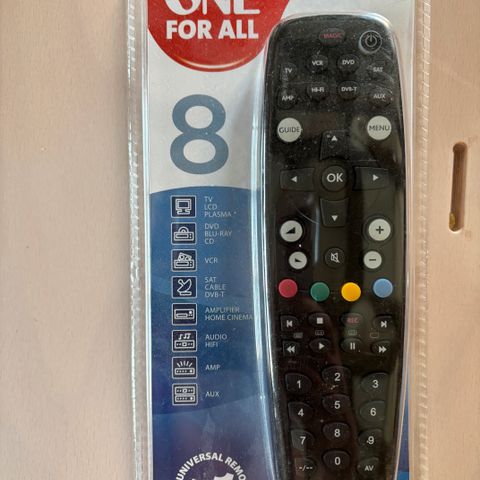 ONE
FOR ALL
8
TV
LCD
PLASMA
DVD
BLU-RAY
CD
VCR
SAT
CABLE
DVB-T
AMPLIFIER
HOME CINEMA
AUDIO
HIFI
AMP
AUX
UNIVERSAL REMO
MAGIC
TV VCR DVD SAT
AMP HI-FI DVB-T AUX
GUIDE MENU
OK
+
−
REC
1 2 3
4 5 6
7 8 9
-/-- 0 AV